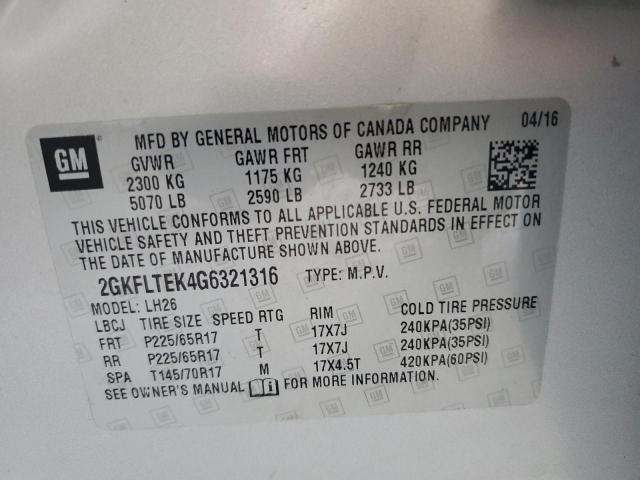 GM
MFD BY GENERAL MOTORS OF CANADA COMPANY 04/16
GVWR GAWR FRT GAWR RR
2300 KG 1175 KG 1240 KG
5070 LB 2590 LB 2733 LB
THIS VEHICLE CONFORMS TO ALL APPLICABLE U.S. FEDERAL MOTOR
VEHICLE SAFETY AND THEFT PREVENTION STANDARDS IN EFFECT ON
THE DATE OF MANUFACTURE SHOWN ABOVE.
2GKFLTEK4G6321316 TYPE: M.P.V.
MODEL: LH26
LBCJ TIRE SIZE SPEED RTG RIM COLD TIRE PRESSURE
FRT P225/65R17 T 17X7J 240KPA(35PSI)
RR P225/65R17 T 17X7J 240KPA(35PSI)
SPA T145/70R17 M 17X4.5T 420KPA(60PSI)
SEE OWNER'S MANUAL FOR MORE INFORMATION.